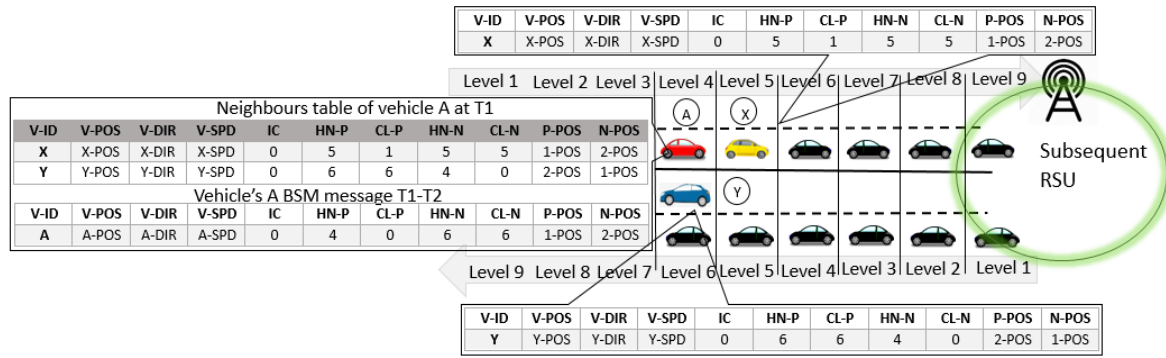 V-ID V-POS V-DIR V-SPD IC HN-P CL-P HN-N CL-N P-POS N-POS
X X-POS X-DIR X-SPD 0 5 1 5 5 1-POS 2-POS
Level 1 Level 2 Level 3 Level 4 Level 5 Level 6 Level 7 Level 8 Level 9
Neighbours table of vehicle A at T1
V-ID V-POS V-DIR V-SPD IC HN-P CL-P HN-N CL-N P-POS N-POS
X X-POS X-DIR X-SPD 0 5 1 5 5 1-POS 2-POS
Y Y-POS Y-DIR Y-SPD 0 6 6 4 0 2-POS 1-POS
Vehicle's A BSM message T1-T2
V-ID V-POS V-DIR V-SPD IC HN-P CL-P HN-N CL-N P-POS N-POS
A A-POS A-DIR A-SPD 0 4 0 6 6 1-POS 2-POS
A X
Y
Subsequent
RSU
Level 9 Level 8 Level 7 Level 6 Level 5 Level 4 Level 3 Level 2 Level 1
V-ID V-POS V-DIR V-SPD IC HN-P CL-P HN-N CL-N P-POS N-POS
Y Y-POS Y-DIR Y-SPD 0 6 6 4 0 2-POS 1-POS